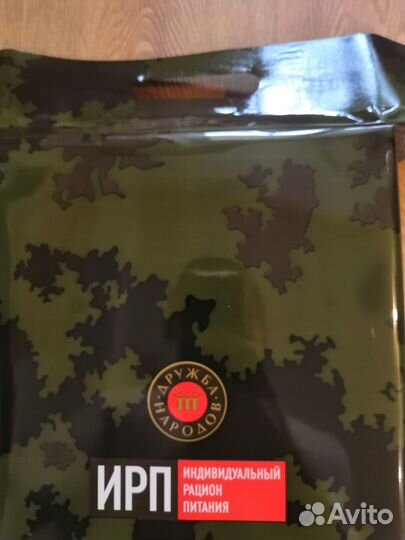 ДРУЖБА
НАРОДОВ
ИРП
ИНДИВИДУАЛЬНЫЙ
РАЦИОН
ПИТАНИЯ
Avito